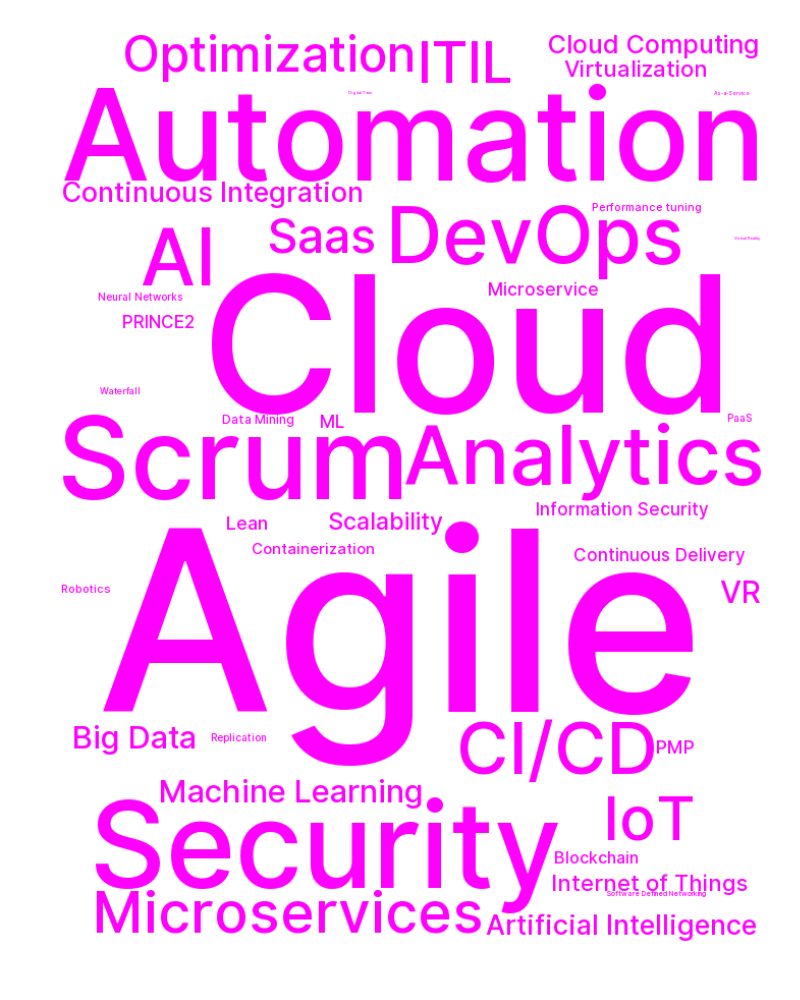 Optimization
ITIL
Cloud Computing
Virtualization
Digital Twin
As-a-Service
Automation
Continuous Integration
Performance tuning
Saas
DevOps
AI
Virtual Reality
Neural Networks
Microservice
PRINCE2
Cloud
Waterfall
Data Mining
ML
PaaS
Scrum
Analytics
Information Security
Lean
Scalability
Containerization
Continuous Delivery
Robotics
VR
Agile
Big Data
Replication
CI/CD
PMP
Machine Learning
IoT
Security
Blockchain
Internet of Things
Software Defined Networking
Microservices
Artificial Intelligence